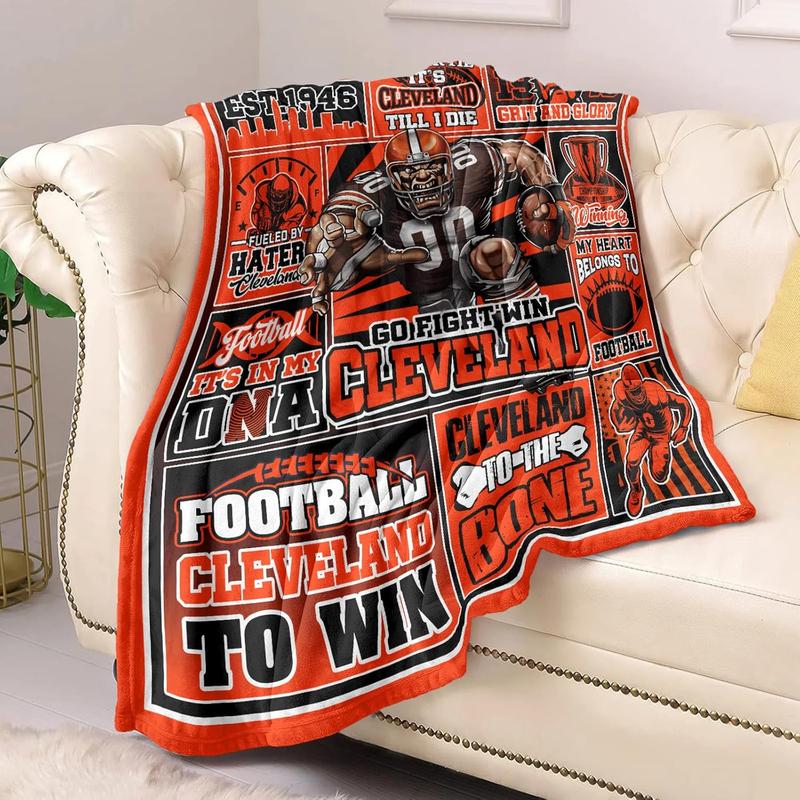 EST.1946
IT'S
CLEVELAND
TILL I DIE
GRIT AND GLORY
FUELED BY
HATER
Cleveland
00
00
00
CHAMPIONSHIP
Winning
MY HEART
BELONGS TO
FOOTBALL
GO FIGHT WIN
CLEVELAND
Football
IT'S IN MY
DNA
CLEVELAND
TO-THE
BONE
FOOTBALL
CLEVELAND
TO WIN